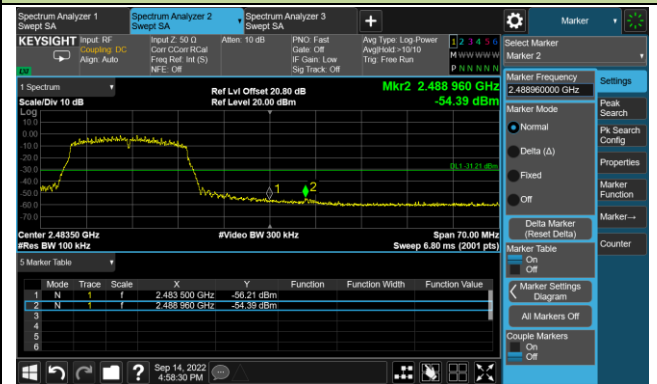 Spectrum Analyzer 1
Swept SA
Spectrum Analyzer 2
Swept SA
Spectrum Analyzer 3
Swept SA
+
Marker
KEYSIGHT
Input: RF
Coupling: DC
Align: Auto
Input Z: 50 Ω
Corr CCorr RCal
Freq Ref: Int (S)
NFE: Off
Atten: 10 dB
PNO: Fast
Gate: Off
IF Gain: Low
Sig Track: Off
Avg Type: Log-Power
Avg|Hold:>10/10
Trig: Free Run
1 2 3 4 5 6
M W W W W W
P N N N N N
Select Marker
Marker 2
1 Spectrum
Scale/Div 10 dB
Ref Lvl Offset 20.80 dB
Ref Level 20.00 dBm
Mkr2 2.488 960 GHz
-54.39 dBm
Log
10.0
0.00
-10.0
-20.0
-30.0
-40.0
-50.0
-60.0
-70.0
DL1 -31.21 dBm
1
2
Center 2.48350 GHz
#Res BW 100 kHz
#Video BW 300 kHz
Span 70.00 MHz
Sweep 6.80 ms (2001 pts)
5 Marker Table
Mode Trace Scale X Y Function Function Width Function Value
1 N 1 f 2.483 500 GHz -56.21 dBm
2 N 1 f 2.488 960 GHz -54.39 dBm
3
4
5
6
Marker Frequency
2.488960000 GHz
Marker Mode
Normal
Delta (Δ)
Fixed
Off
Delta Marker
(Reset Delta)
Marker Table
On
Off
Marker Settings
Diagram
All Markers Off
Couple Markers
On
Off
Settings
Peak
Search
Pk Search
Config
Properties
Marker
Function
Marker→
Counter
?
Sep 14, 2022
4:58:30 PM